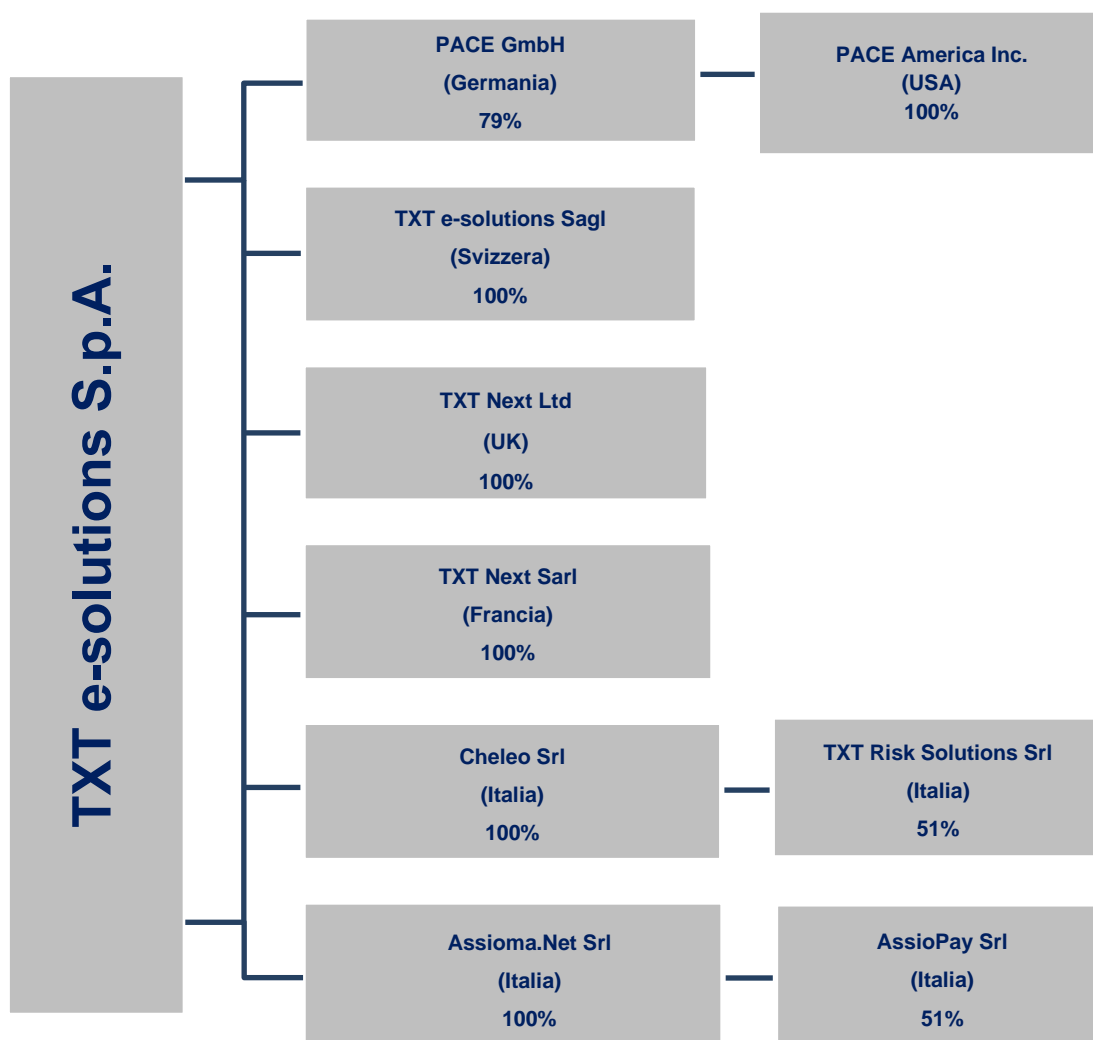 TXT e-solutions S.p.A.
PACE GmbH
(Germania)
79%
PACE America Inc.
(USA)
100%
TXT e-solutions Sagl
(Svizzera)
100%
TXT Next Ltd
(UK)
100%
TXT Next Sarl
(Francia)
100%
Cheleo Srl
(Italia)
100%
TXT Risk Solutions Srl
(Italia)
51%
Assioma.Net Srl
(Italia)
100%
AssioPay Srl
(Italia)
51%